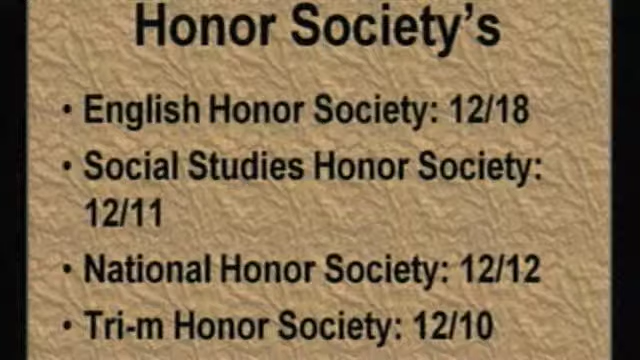 Honor Society's
• English Honor Society: 12/18
• Social Studies Honor Society:
12/11
• National Honor Society: 12/12
• Tri-m Honor Society: 12/10